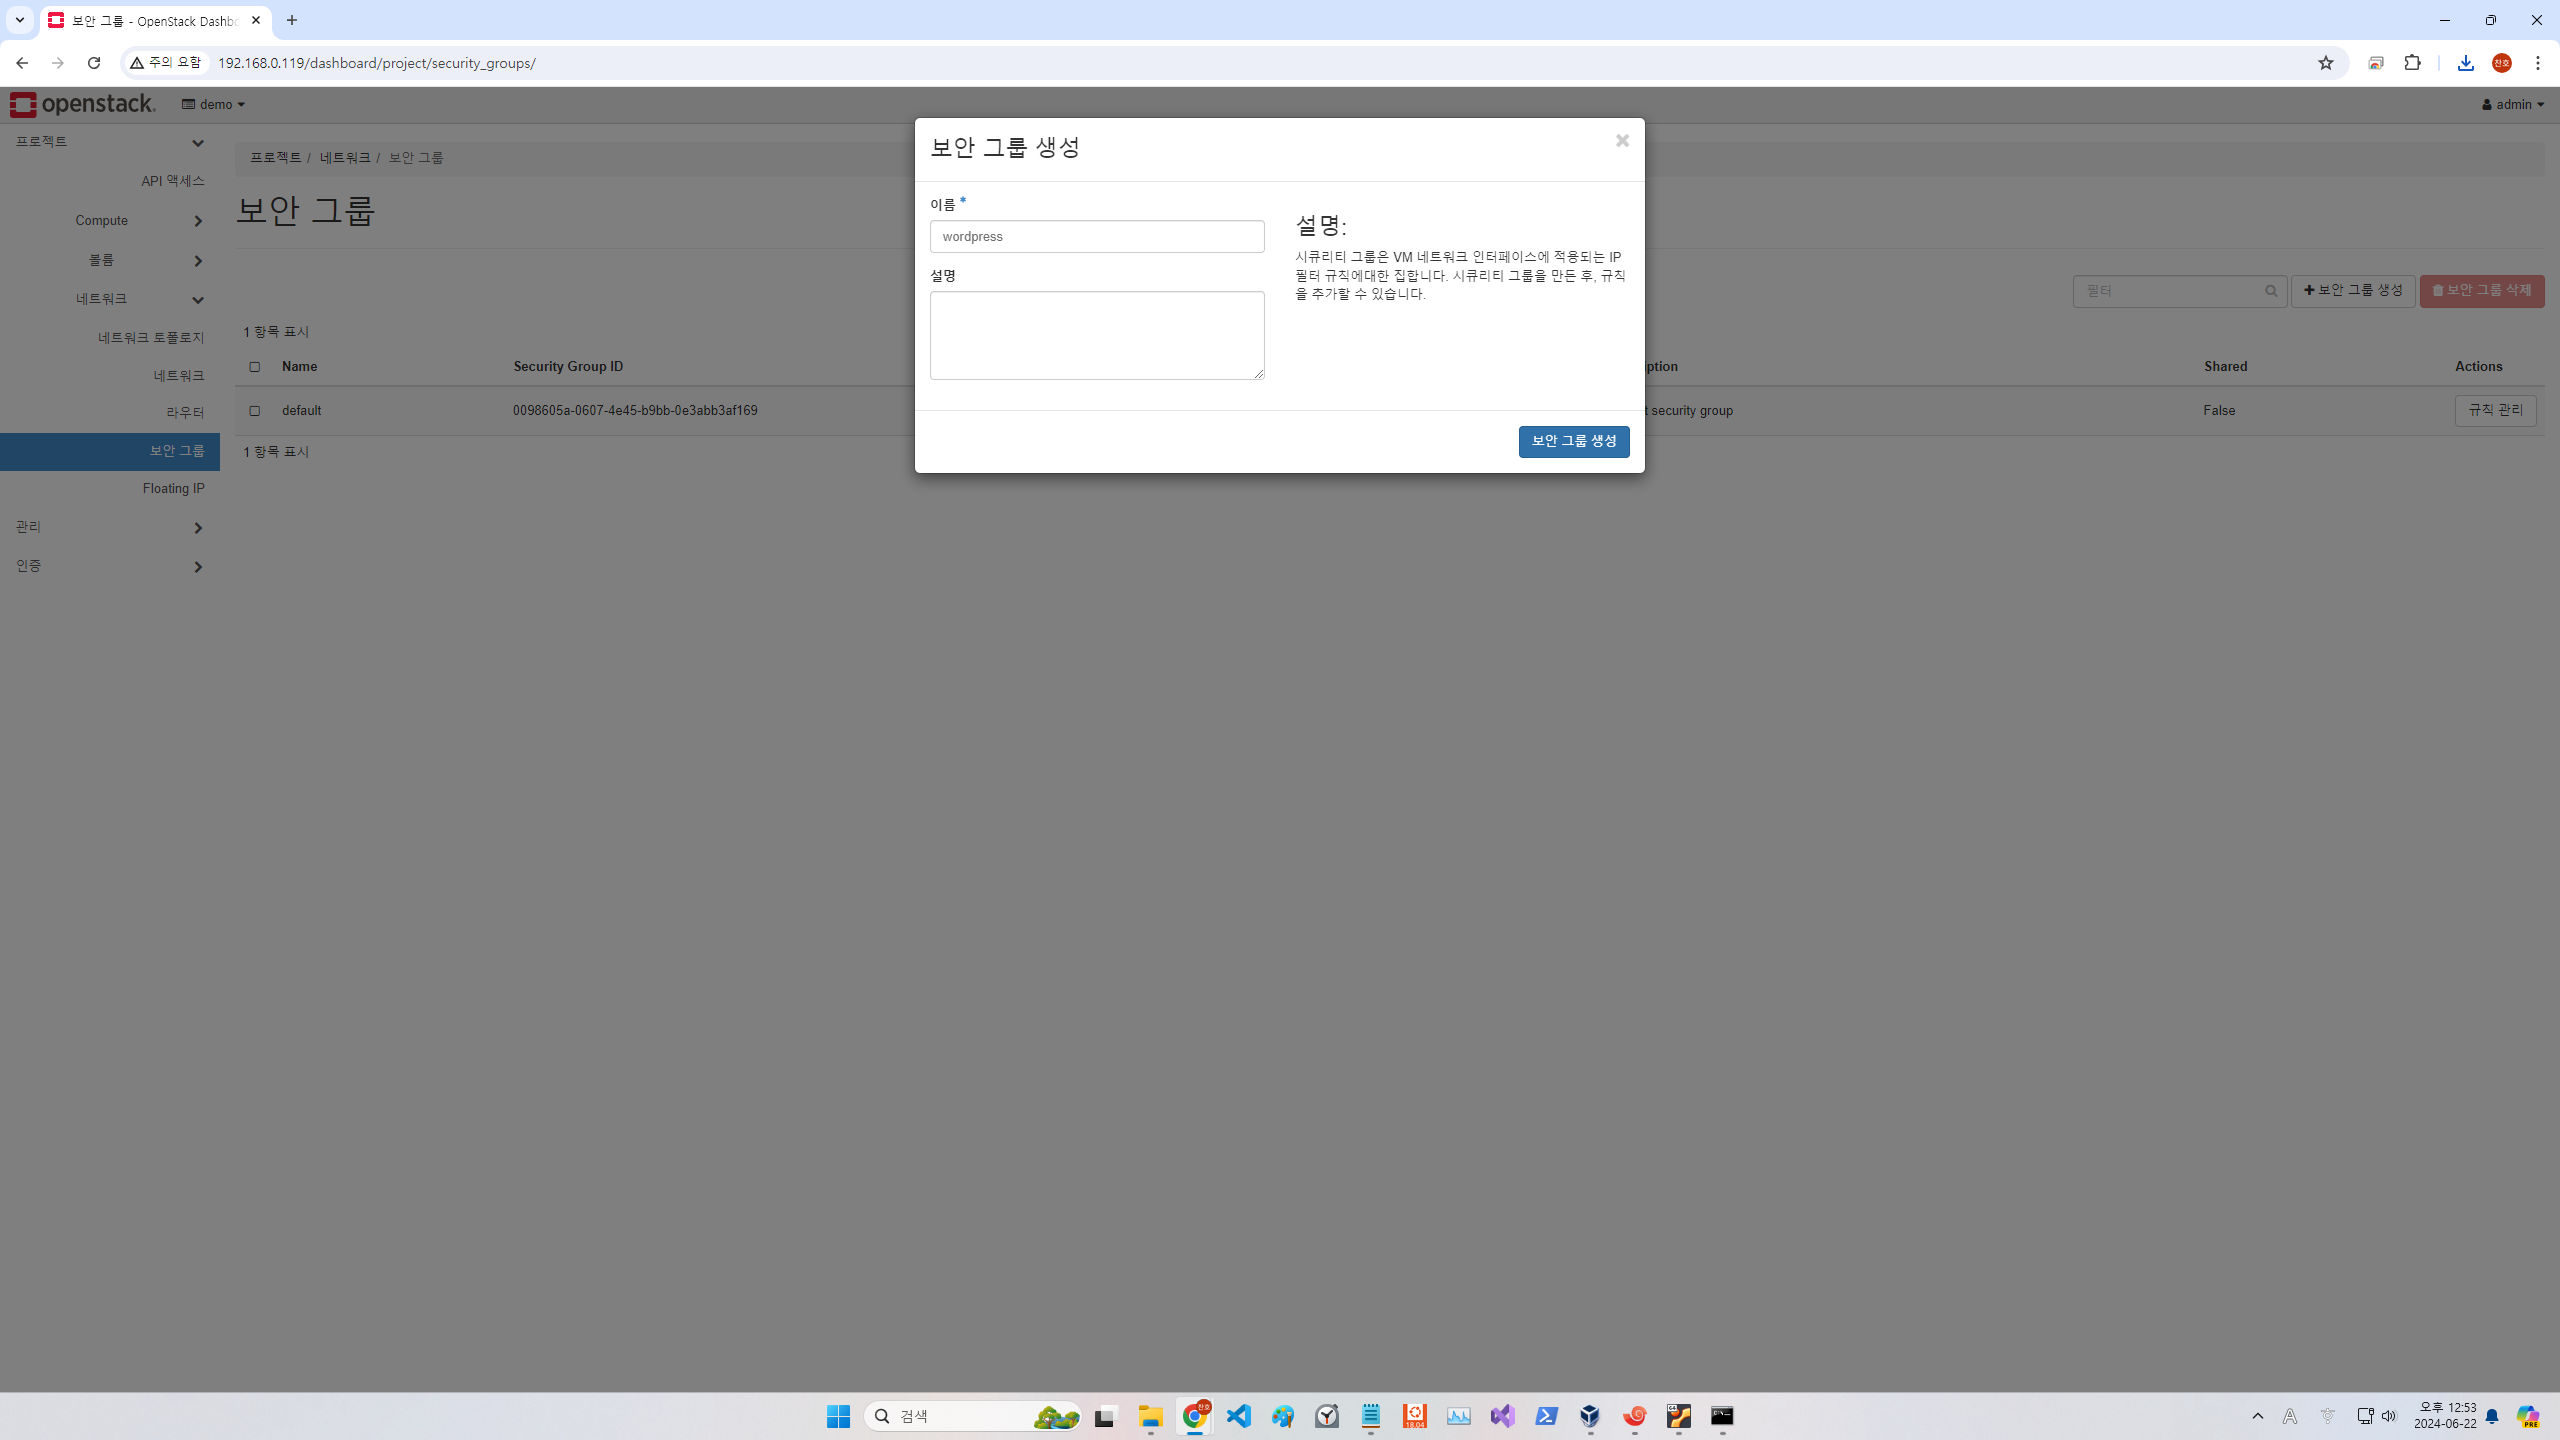 보안 그룹 - OpenStack Dashbo
주의 요함
192.168.0.119/dashboard/project/security_groups/
찬호
openstack.
demo
admin
프로젝트
API 액세스
Compute
볼륨
네트워크
네트워크 토폴로지
네트워크
라우터
보안 그룹
Floating IP
관리
인증
프로젝트 / 네트워크 / 보안 그룹
보안 그룹
필터
보안 그룹 생성
보안 그룹 삭제
1 항목 표시
Name Security Group ID iption Shared Actions
default 0098605a-0607-4e45-b9bb-0e3abb3af169 t security group False 규칙 관리
1 항목 표시
보안 그룹 생성
이름 *
wordpress
설명
설명:
시큐리티 그룹은 VM 네트워크 인터페이스에 적용되는 IP
필터 규칙에대한 집합니다. 시큐리티 그룹을 만든 후, 규칙
을 추가할 수 있습니다.
보안 그룹 생성
검색
찬호
18.04
64
A
오후 12:53
2024-06-22
PRE